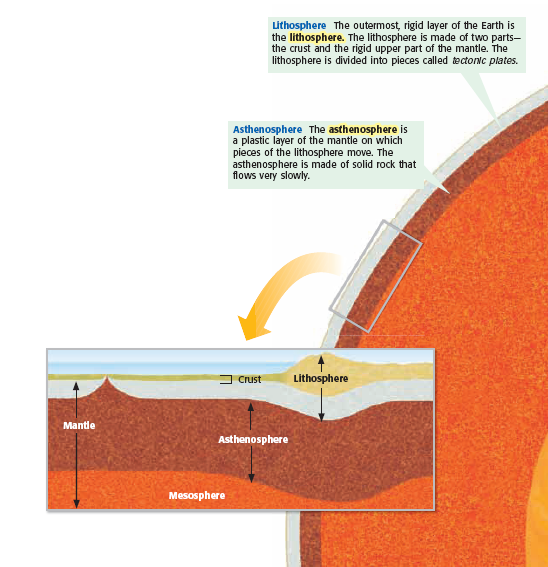 Lithosphere The outermost, rigid layer of the Earth is
the lithosphere. The lithosphere is made of two parts—
the crust and the rigid upper part of the mantle. The
lithosphere is divided into pieces called tectonic plates.
Asthenosphere The asthenosphere is
a plastic layer of the mantle on which
pieces of the lithosphere move. The
asthenosphere is made of solid rock that
flows very slowly.
Crust
Lithosphere
Mantle
Asthenosphere
Mesosphere